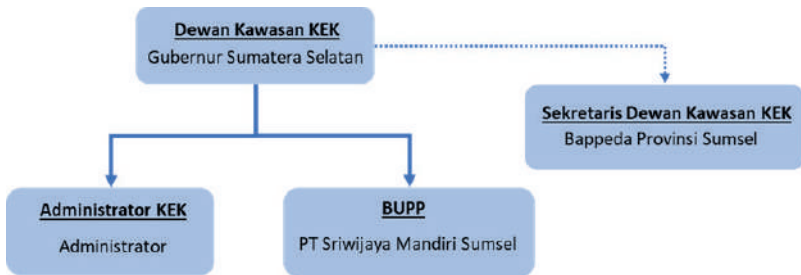 Dewan Kawasan KEK
Gubernur Sumatera Selatan
Sekretaris Dewan Kawasan KEK
Bappeda Provinsi Sumsel
Administrator KEK
Administrator
BUPP
PT Sriwijaya Mandiri Sumsel